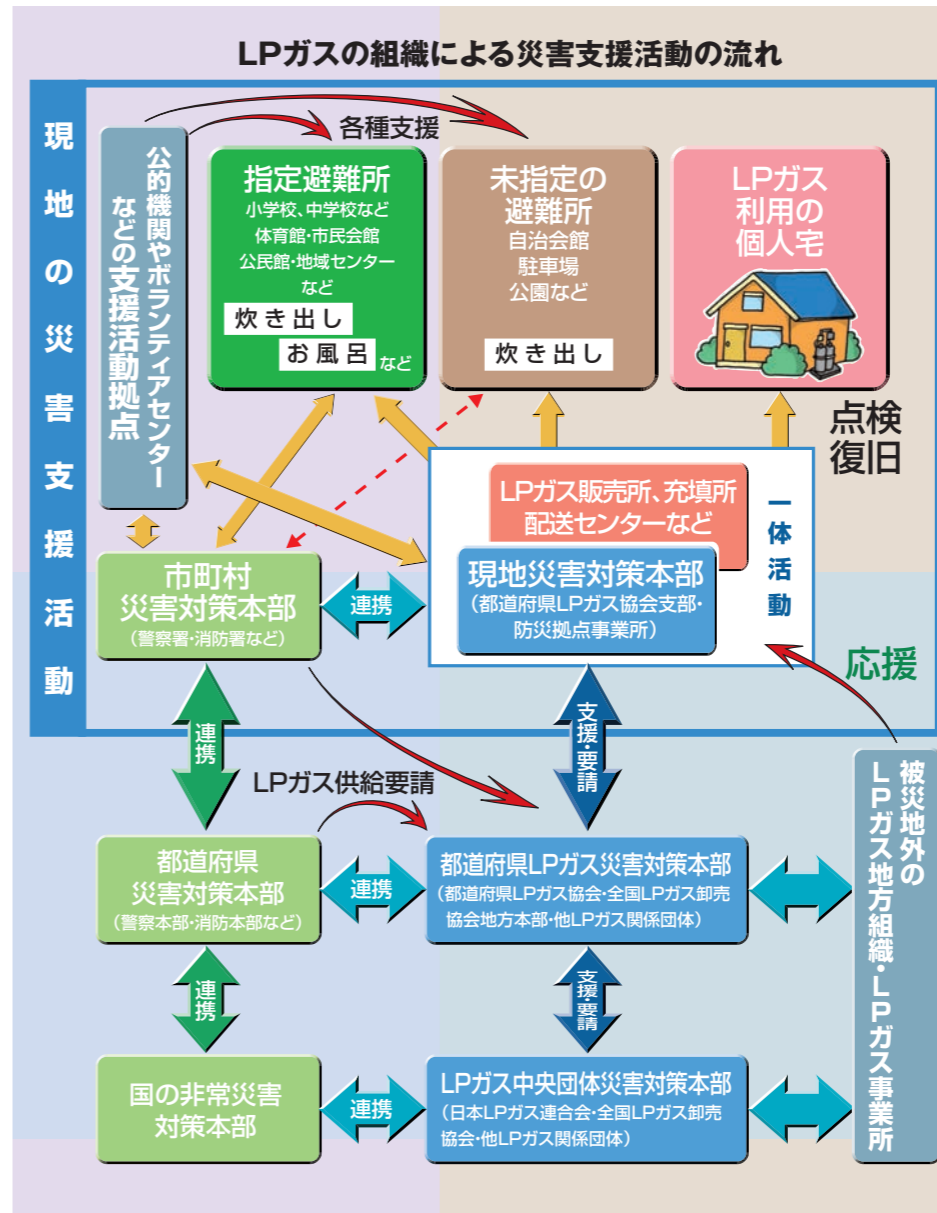 LPガスの組織による災害支援活動の流れ
現地の災害支援活動
公的機関やボランティアセンター
などの支援活動拠点
各種支援
指定避難所
小学校、中学校など
体育館・市民会館
公民館・地域センター
など
炊き出し
お風呂 など
未指定の
避難所
自治会館
駐車場
公園など
炊き出し
LPガス
利用の
個人宅
点検
復旧
LPガス販売所、充填所
配送センターなど
一体活動
市町村
災害対策本部
(警察署・消防署など)
連携
現地災害対策本部
(都道府県LPガス協会支部・
防災拠点事業所)
応援
連携
支援・要請
LPガス供給要請
被災地外の
LPガス地方組織・LPガス事業所
都道府県
災害対策本部
(警察本部・消防本部など)
連携
都道府県LPガス災害対策本部
(都道府県LPガス協会・全国LPガス卸売
協会地方本部・他LPガス関係団体)
連携
支援・要請
国の非常災害
対策本部
連携
LPガス中央団体災害対策本部
(日本LPガス連合会・全国LPガス卸売
協会・他LPガス関係団体)